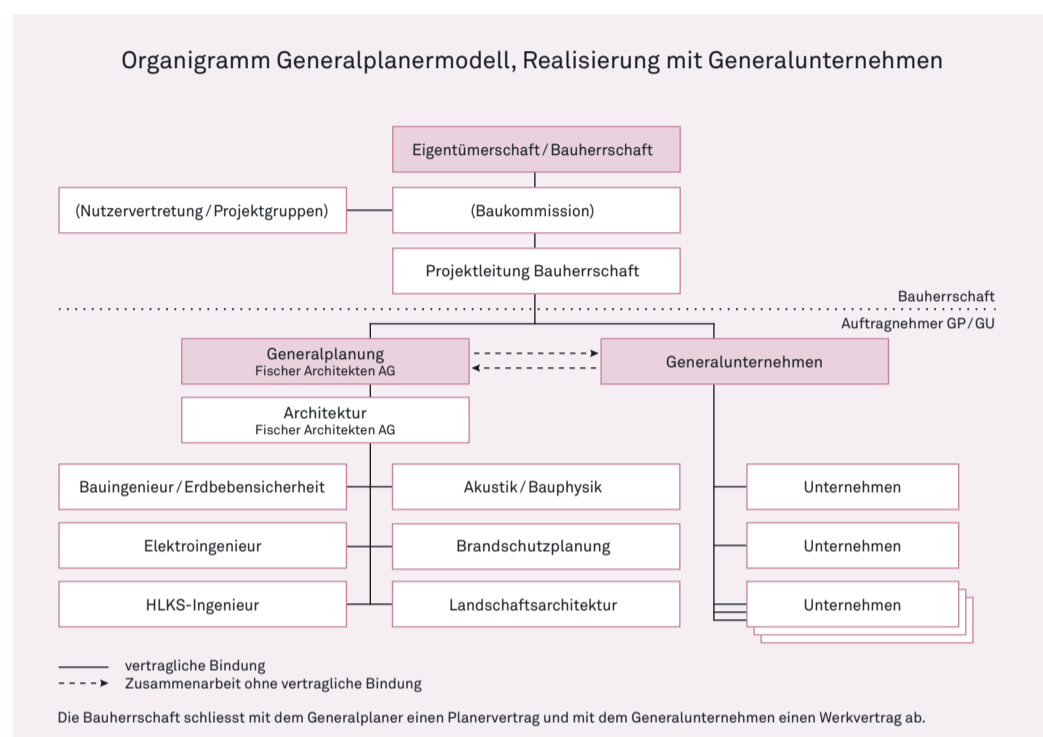 Organigramm Generalplanermodell, Realisierung mit Generalunternehmen
Eigentümerschaft / Bauherrschaft
(Nutzervertretung / Projektgruppen)
(Baukommission)
Projektleitung Bauherrschaft
Bauherrschaft
Auftragnehmer GP / GU
Generalplanung
Fischer Architekten AG
Generalunternehmen
Architektur
Fischer Architekten AG
Bauingenieur / Erdbebensicherheit
Akustik / Bauphysik
Unternehmen
Elektroingenieur
Brandschutzplanung
Unternehmen
HLKS-Ingenieur
Landschaftsarchitektur
Unternehmen
vertragliche Bindung
Zusammenarbeit ohne vertragliche Bindung
Die Bauherrschaft schliesst mit dem Generalplaner einen Planervertrag und mit dem Generalunternehmen einen Werkvertrag ab.